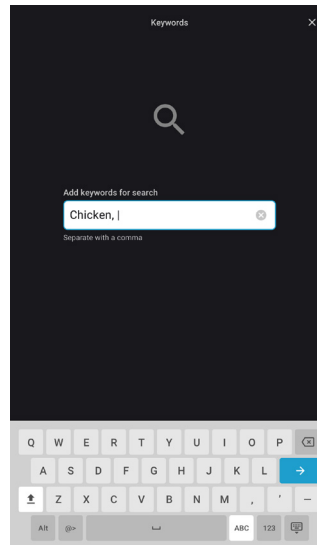 Keywords
Add keywords for search
Chicken,
Separate with a comma
Q W E R T Y U I O P
A S D F G H J K L
Z X C V B N M , ' -
Alt @> ABC 123